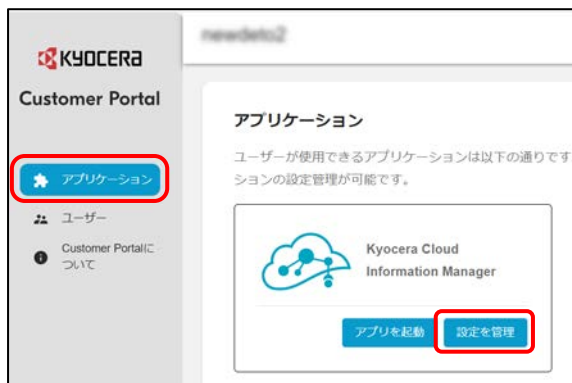 KYOCERA
Customer Portal
アプリケーション
ユーザー
Customer Portalに
ついて
アプリケーション
ユーザーが使用できるアプリケーションは以下の通りです
ションの設定管理が可能です。
Kyocera Cloud
Information Manager
アプリを起動
設定を管理